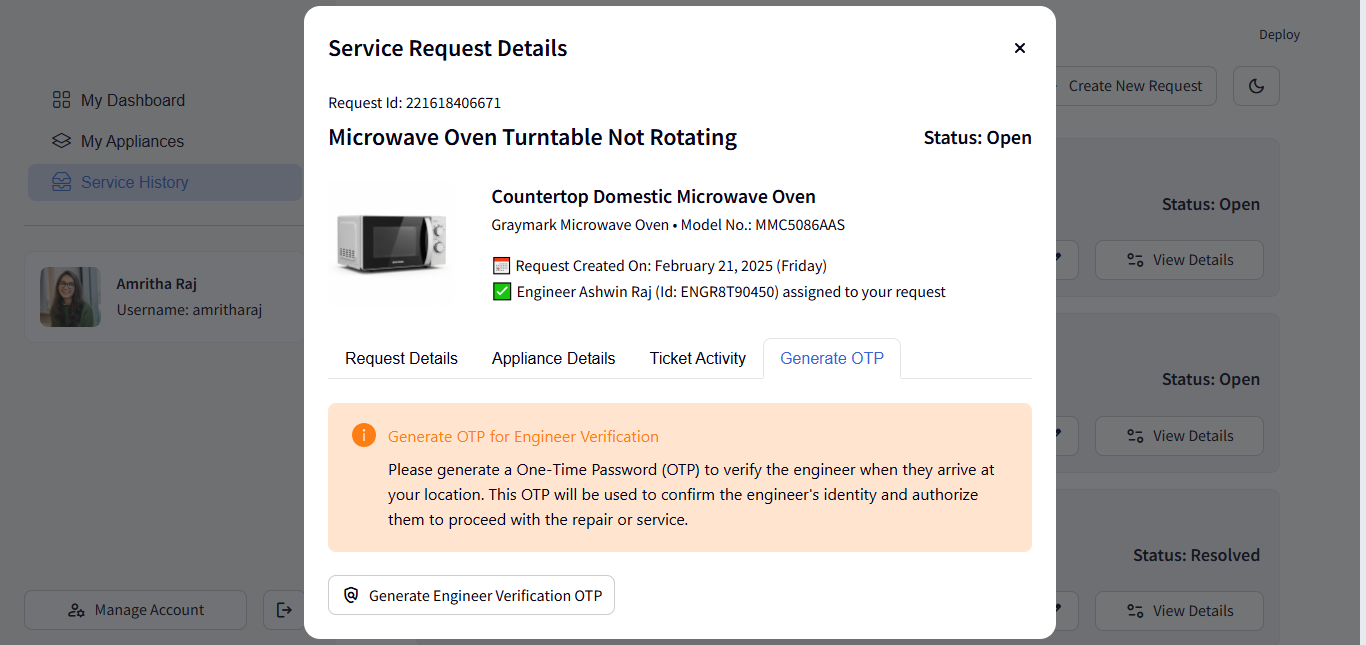 Deploy
Create New Request
My Dashboard
My Appliances
Service History
Amritha Raj
Username: amritharaj
Manage Account
Service Request Details
Request Id: 221618406671
Microwave Oven Turntable Not Rotating
Status: Open
Countertop Domestic Microwave Oven
Graymark Microwave Oven • Model No.: MMC5086AAS
Request Created On: February 21, 2025 (Friday)
Engineer Ashwin Raj (Id: ENGR8T90450) assigned to your request
Request Details
Appliance Details
Ticket Activity
Generate OTP
Generate OTP for Engineer Verification
Please generate a One-Time Password (OTP) to verify the engineer when they arrive at
your location. This OTP will be used to confirm the engineer's identity and authorize
them to proceed with the repair or service.
Generate Engineer Verification OTP
Status: Open
View Details
Status: Open
View Details
Status: Resolved
View Details